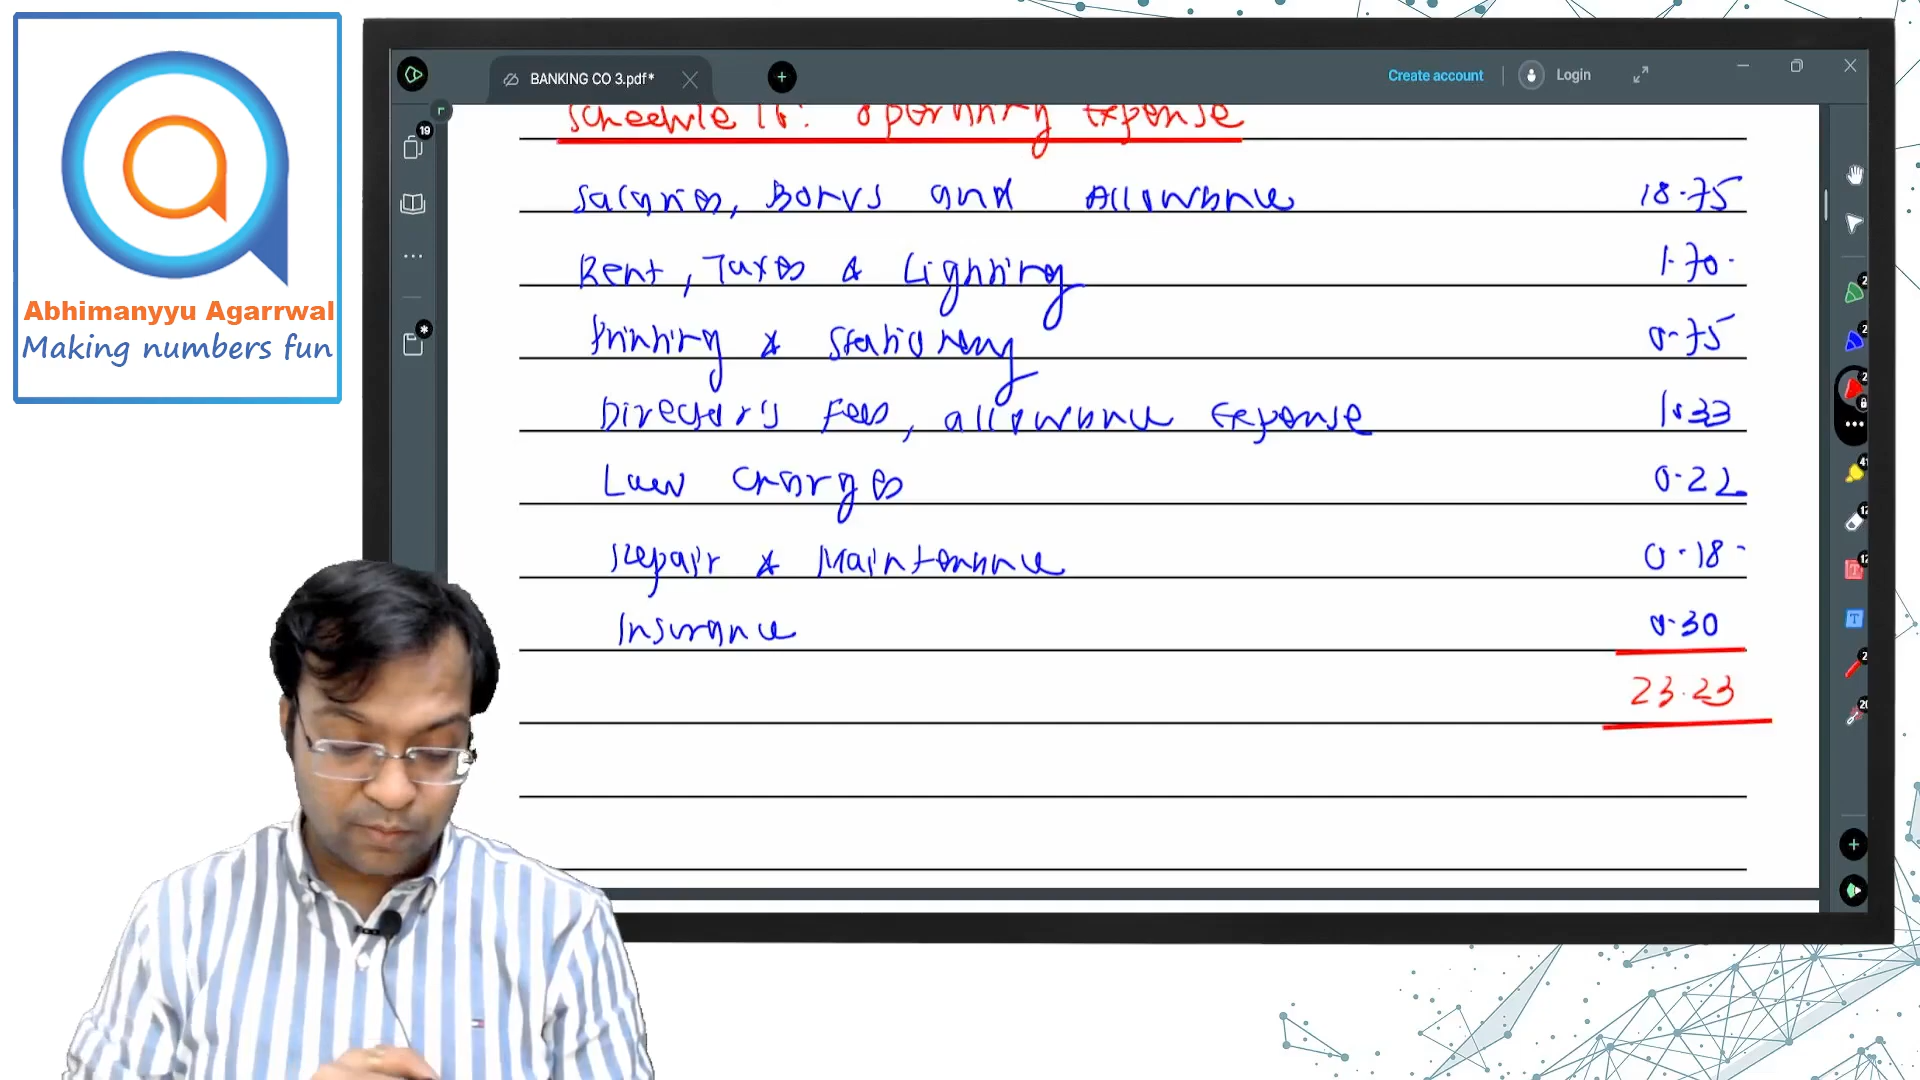 Abhimanyyu Agarrwal
Making numbers fun
BANKING CO 3.pdf*
Create account
Login
19
Schedule 16: Operating Expense
Salaries, Bonus and Allowance 18.75
Rent, Taxes & Lighting 1.70
Printing & Stationery 0.75
Director's Fees, allowance Expense 1.33
Law Charges 0.22
Repair & Maintenance 0.18
Insurance 0.30
23.23